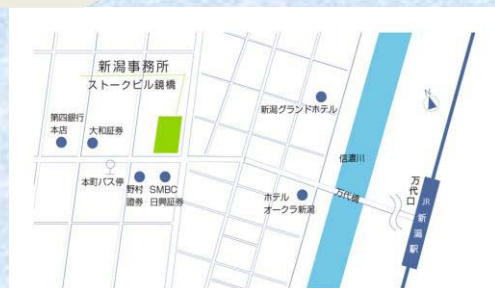 新潟事務所
ストークビル鏡橋
第四銀行
本店
大和証券
新潟グランドホテル
N
信濃川
本町バス停
野村
證券
SMBC
日興証券
ホテル
オークラ新潟
万代橋
万代口
JR新潟駅